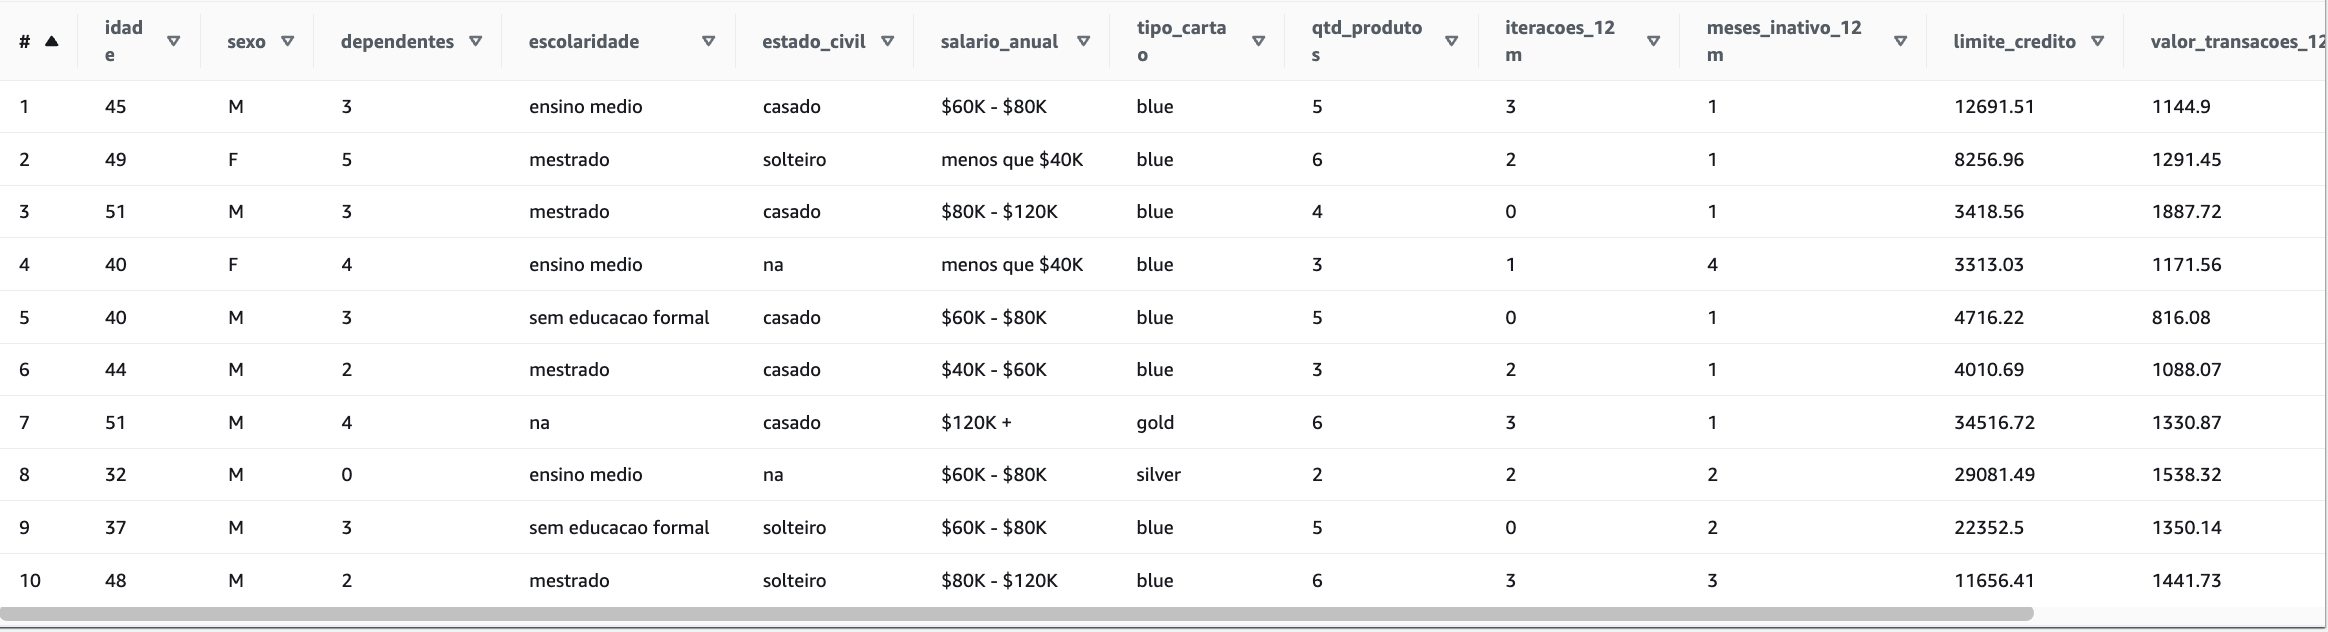 # idade sexo dependentes escolaridade estado_civil salario_anual tipo_cartao qtd_produtos iteracoes_12m meses_inativo_12m limite_credito valor_transacoes_12
1 45 M 3 ensino medio casado $60K - $80K blue 5 3 1 12691.51 1144.9
2 49 F 5 mestrado solteiro menos que $40K blue 6 2 1 8256.96 1291.45
3 51 M 3 mestrado casado $80K - $120K blue 4 0 1 3418.56 1887.72
4 40 F 4 ensino medio na menos que $40K blue 3 1 4 3313.03 1171.56
5 40 M 3 sem educacao formal casado $60K - $80K blue 5 0 1 4716.22 816.08
6 44 M 2 mestrado casado $40K - $60K blue 3 2 1 4010.69 1088.07
7 51 M 4 na casado $120K + gold 6 3 1 34516.72 1330.87
8 32 M 0 ensino medio na $60K - $80K silver 2 2 2 29081.49 1538.32
9 37 M 3 sem educacao formal solteiro $60K - $80K blue 5 0 2 22352.5 1350.14
10 48 M 2 mestrado solteiro $80K - $120K blue 6 3 3 11656.41 1441.73